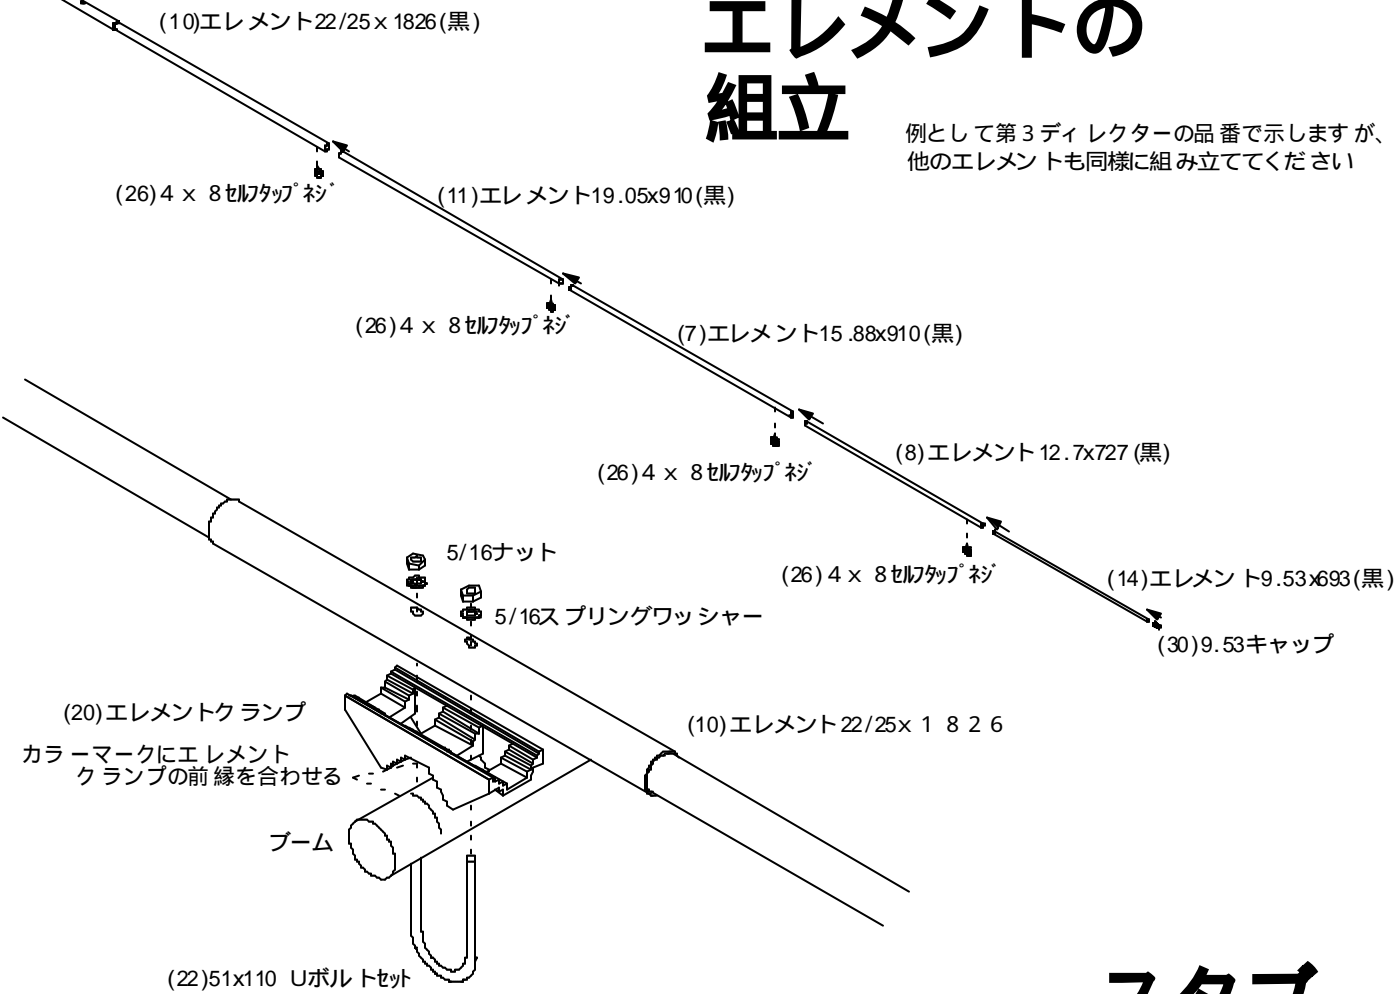 (10)エレメント22/25x1826(黒)
エレメントの
組立
例として第3ディレクターの品番で示しますが、
他のエレメントも同様に組み立ててください
(26)4 x 8ｾﾙﾌﾀｯﾌﾟﾈｼﾞ
(11)エレメント19.05x910(黒)
(26)4 x 8ｾﾙﾌﾀｯﾌﾟﾈｼﾞ
(7)エレメント15.88x910(黒)
(8)エレメント12.7x727(黒)
(26)4 x 8ｾﾙﾌﾀｯﾌﾟﾈｼﾞ
5/16ナット
(26)4 x 8ｾﾙﾌﾀｯﾌﾟﾈｼﾞ
(14)エレメント9.53x693(黒)
5/16スプリングワッシャー
(30)9.53キャップ
(20)エレメントクランプ
(10)エレメント22/25x1826
カラーマークにエレメント
クランプの前縁を合わせる
ブーム
(22)51x110 Uボルトｾｯﾄ
スタブ